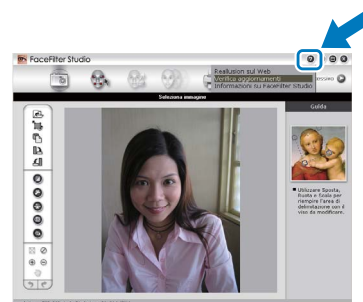 FaceFilter Studio
Reallusion sul Web
Verifica aggiornamenti
Informazioni su FaceFilter Studio
Seleziona immagine
Guida
Utilizzare Sposta,
Ruota e Scala per
riempire l'area di
delimitazione con il
viso da modificare.